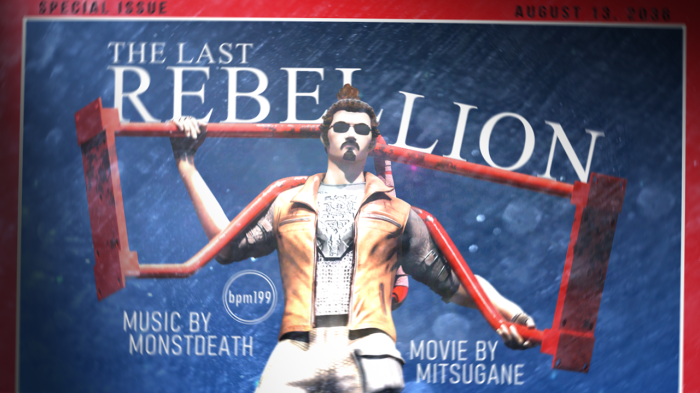 SPECIAL ISSUE
AUGUST 13, 2036
THE LAST
REBELLION
bpm199
MUSIC BY
MONSTDEATH
MOVIE BY
MITSUGANE